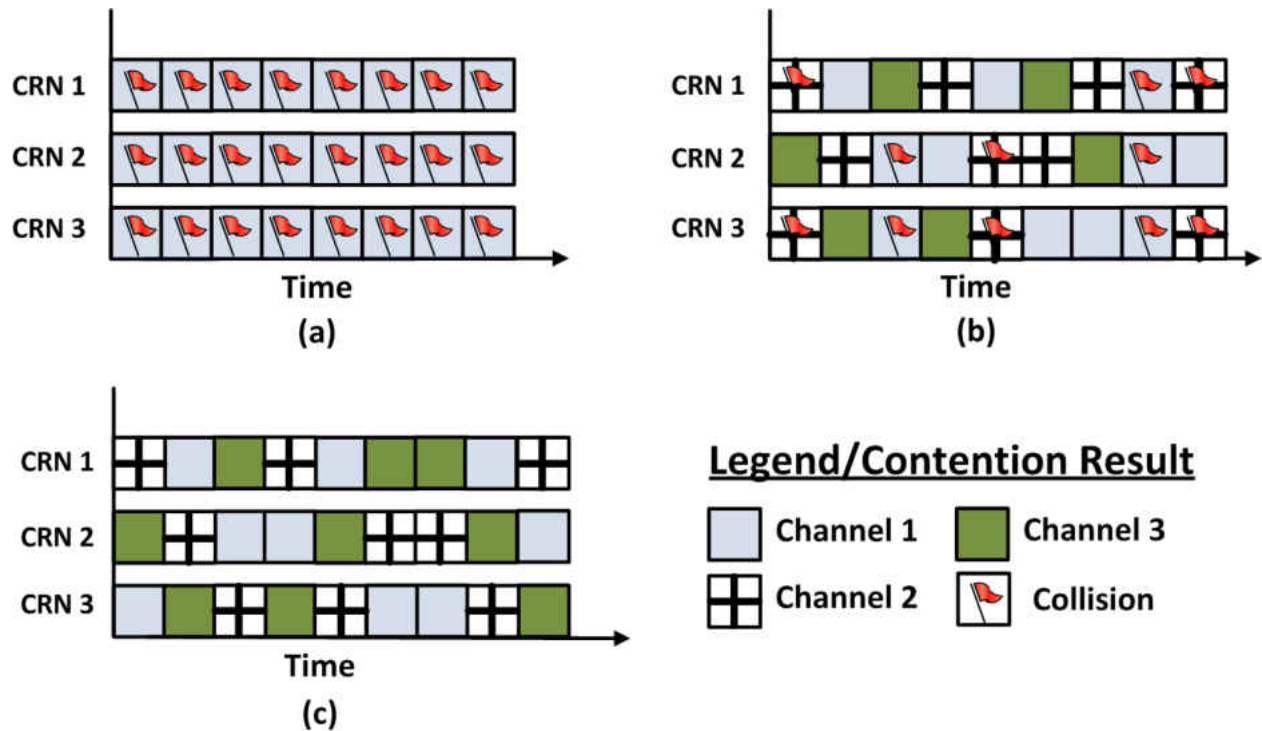 CRN 1
CRN 2
CRN 3
Time
(a)
CRN 1
CRN 2
CRN 3
Time
(b)
CRN 1
CRN 2
CRN 3
Time
(c)
Legend/Contention Result
Channel 1
Channel 3
Channel 2
Collision